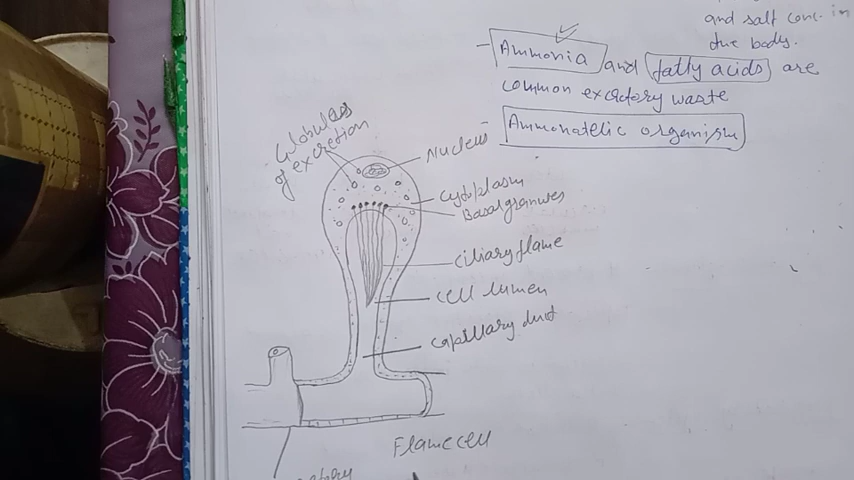 and salt conc. in
the body.
- Ammonia and fatty acids are
common excretory waste
Ammonatelic organism
Globules
of excretion
Nucleus
Cytoplasm
Basal granules
Ciliary flame
Cell lumen
Capillary duct
Flame cell